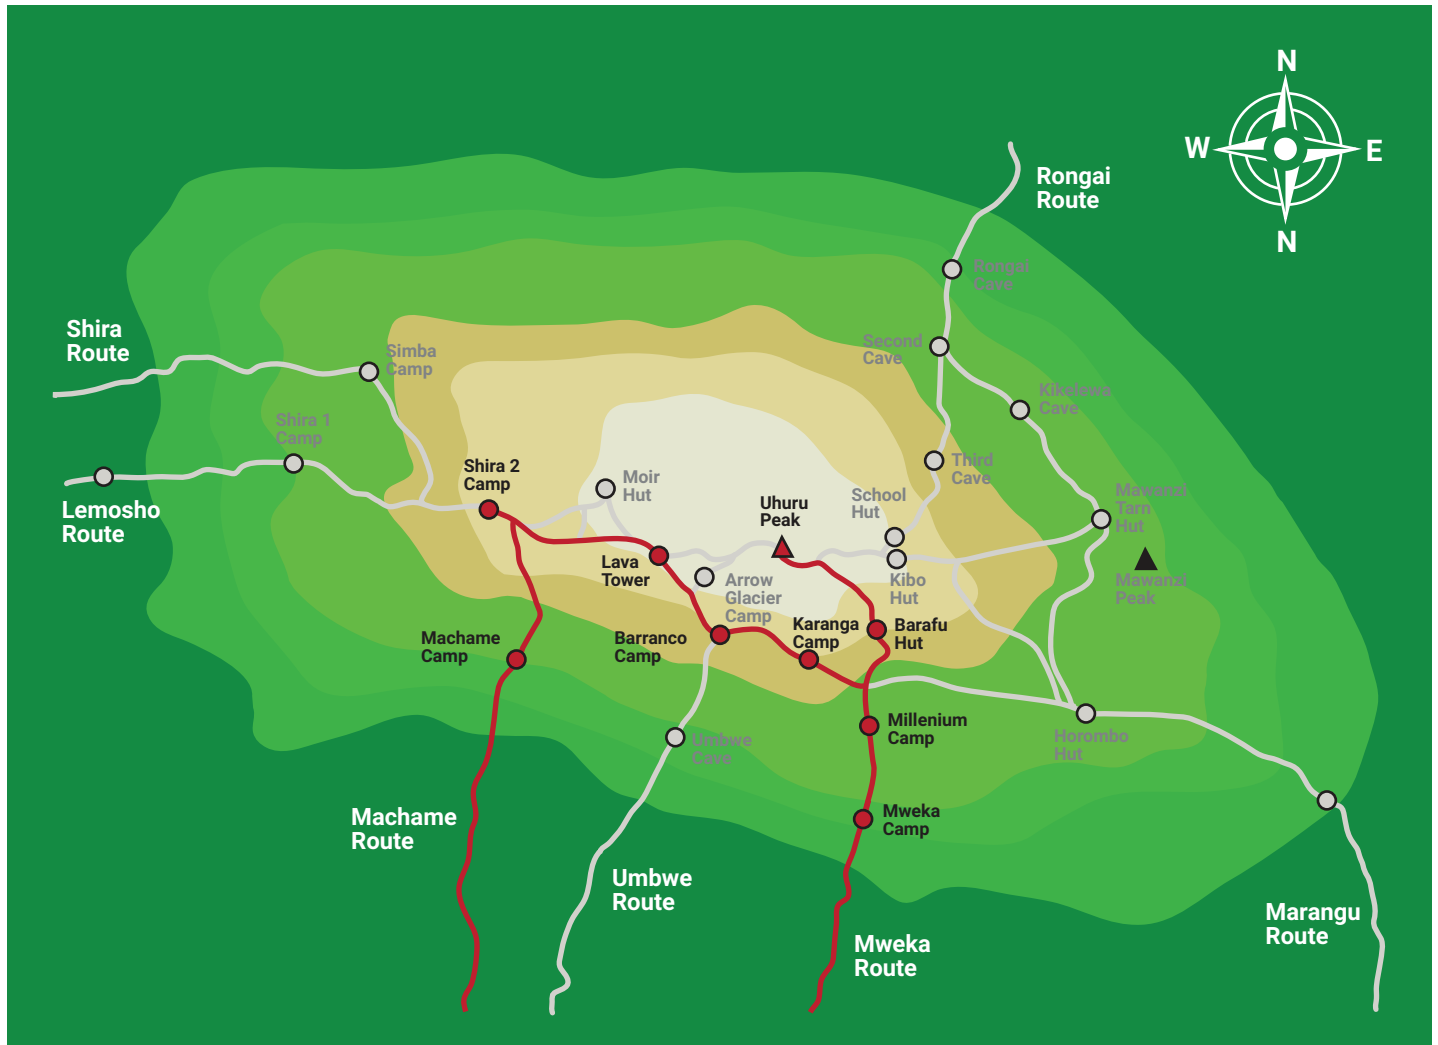 N
W
E
N
Rongai
Route
Rongai
Cave
Shira
Route
Simba
Camp
Second
Cave
Kikelewa
Cave
Shira 1
Camp
Third
Cave
Shira 2
Camp
Moir
Hut
School
Hut
Uhuru
Peak
Mawanzi
Tarn
Hut
Lemosho
Route
Lava
Tower
Arrow
Glacier
Camp
Kibo
Hut
Mawanzi
Peak
Machame
Camp
Barranco
Camp
Karanga
Camp
Barafu
Hut
Millenium
Camp
Umbwe
Cave
Horombo
Hut
Machame
Route
Mweka
Camp
Umbwe
Route
Mweka
Route
Marangu
Route